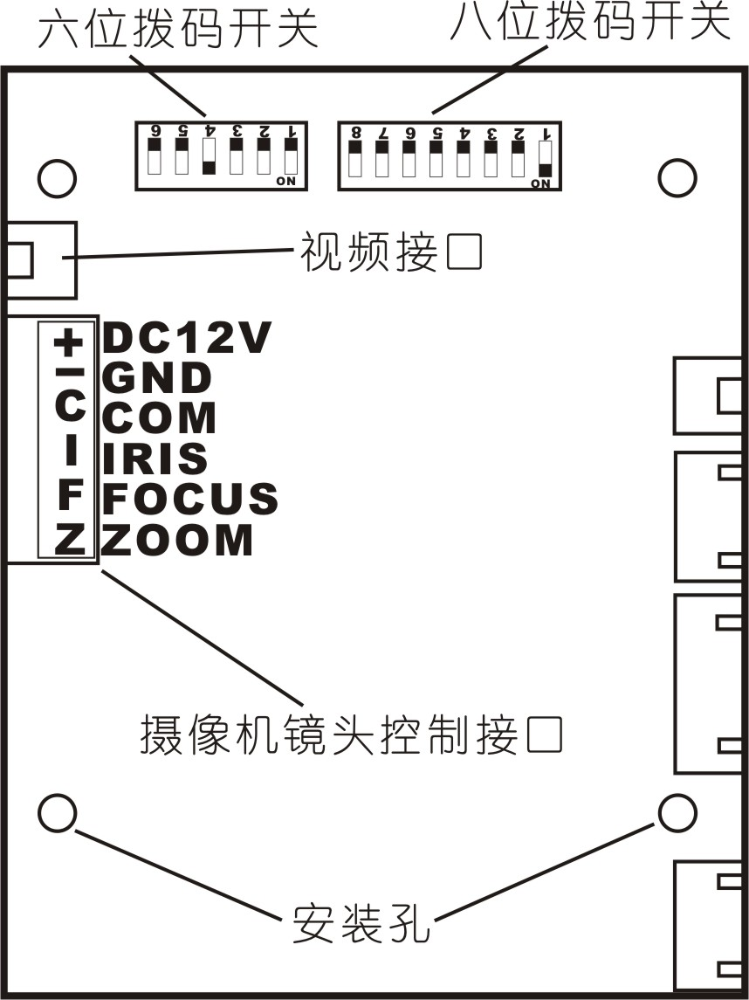 六位拨码开关
八位拨码开关
6 5 4 3 2 1
ON
8 7 6 5 4 3 2 1
ON
视频接口
+ DC12V
− GND
C COM
I IRIS
F FOCUS
Z ZOOM
摄像机镜头控制接口
安装孔